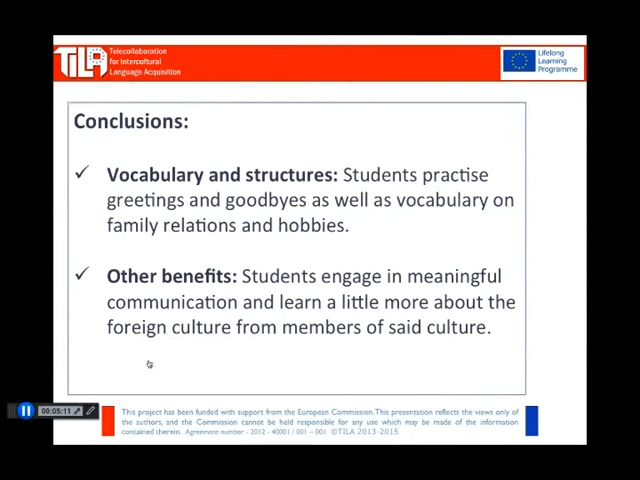 TILA
Telecollaboration
for Intercultural
Language Acquisition
Lifelong
Learning
Programme
Conclusions:
✓ Vocabulary and structures: Students practise
greetings and goodbyes as well as vocabulary on
family relations and hobbies.
✓ Other benefits: Students engage in meaningful
communication and learn a little more about the
foreign culture from members of said culture.
00:05:11
This project has been funded with support from the European Commission. This presentation reflects the views only of
the authors, and the Commission cannot be held responsible for any use which may be made of the information
contained therein. Agreement number - 2012 - 40001 / 001 – 001 ©TILA 2013-2015